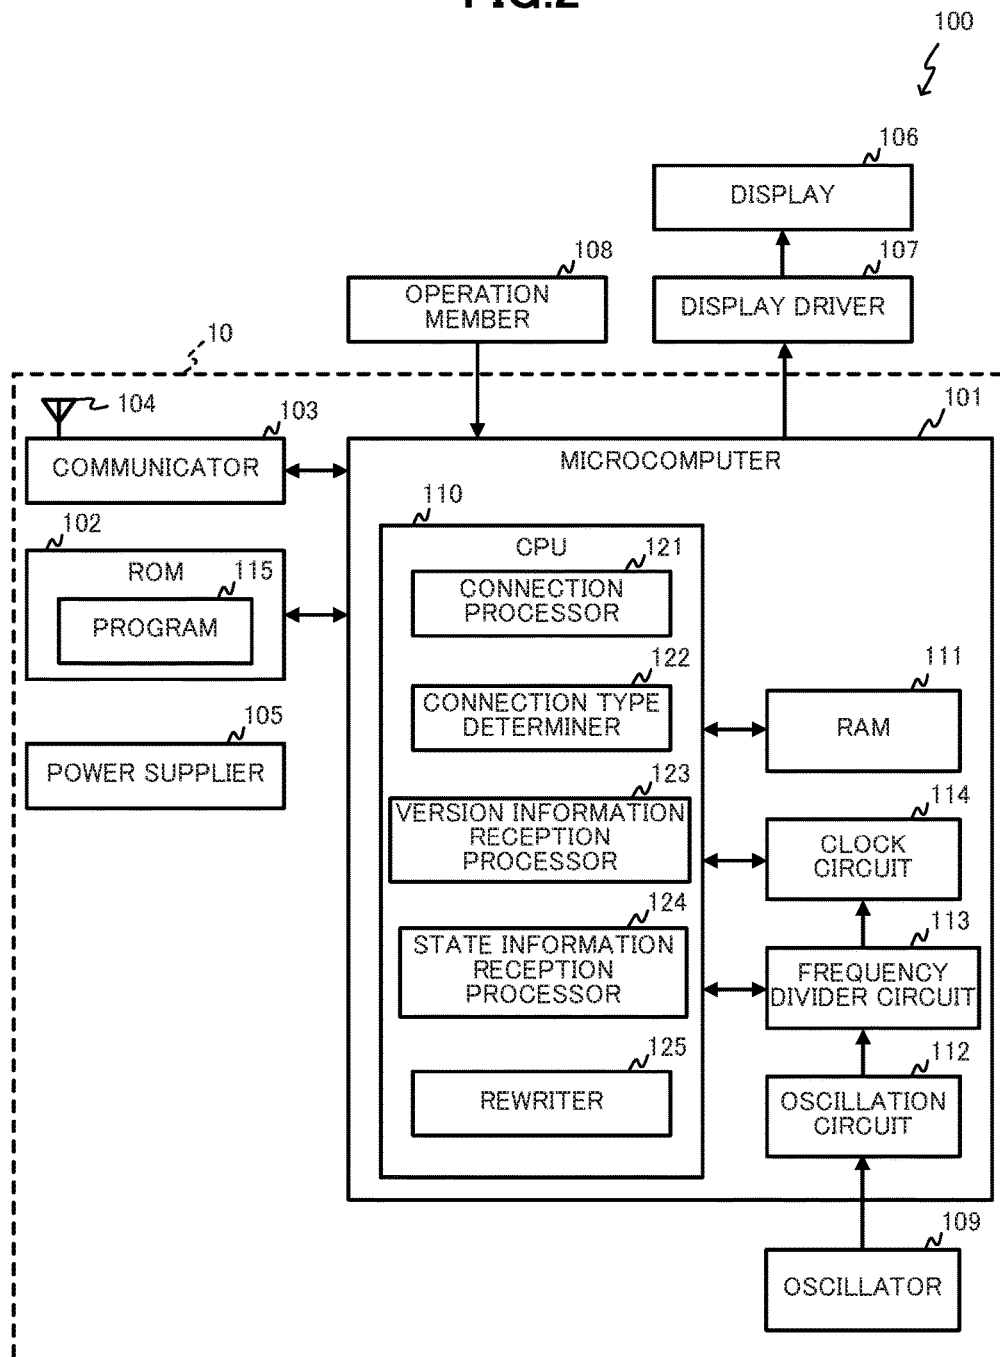 FIG.2
100
106
DISPLAY
108
107
OPERATION
MEMBER
DISPLAY DRIVER
10
104
103
101
COMMUNICATOR
MICROCOMPUTER
102
110
ROM
115
PROGRAM
CPU
121
CONNECTION
PROCESSOR
122
111
CONNECTION TYPE
DETERMINER
RAM
105
POWER SUPPLIER
123
114
VERSION INFORMATION
RECEPTION
PROCESSOR
CLOCK
CIRCUIT
124
113
STATE INFORMATION
RECEPTION
PROCESSOR
FREQUENCY
DIVIDER CIRCUIT
125
112
REWRITER
OSCILLATION
CIRCUIT
109
OSCILLATOR